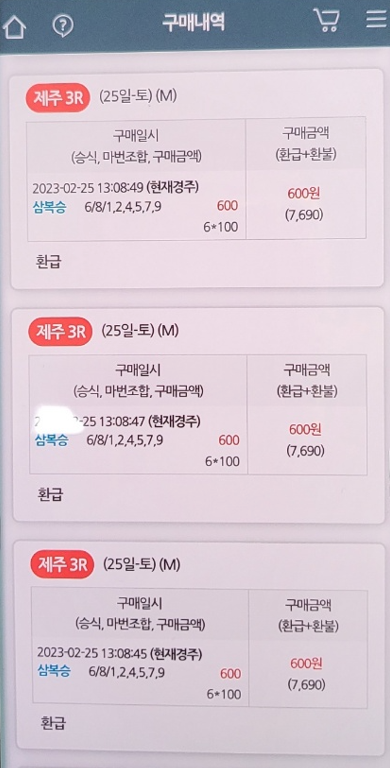 구매내역
제주 3R (25일-토) (M)
구매일시 구매금액
(승식, 마번조합, 구매금액) (환급+환불)
2023-02-25 13:08:49 (현재경주) 600원
삼복승 6/8/1,2,4,5,7,9 600 (7,690)
6*100
환급
제주 3R (25일-토) (M)
구매일시 구매금액
(승식, 마번조합, 구매금액) (환급+환불)
-25 13:08:47 (현재경주) 600원
삼복승 6/8/1,2,4,5,7,9 600 (7,690)
6*100
환급
제주 3R (25일-토) (M)
구매일시 구매금액
(승식, 마번조합, 구매금액) (환급+환불)
2023-02-25 13:08:45 (현재경주) 600원
삼복승 6/8/1,2,4,5,7,9 600 (7,690)
6*100
환급